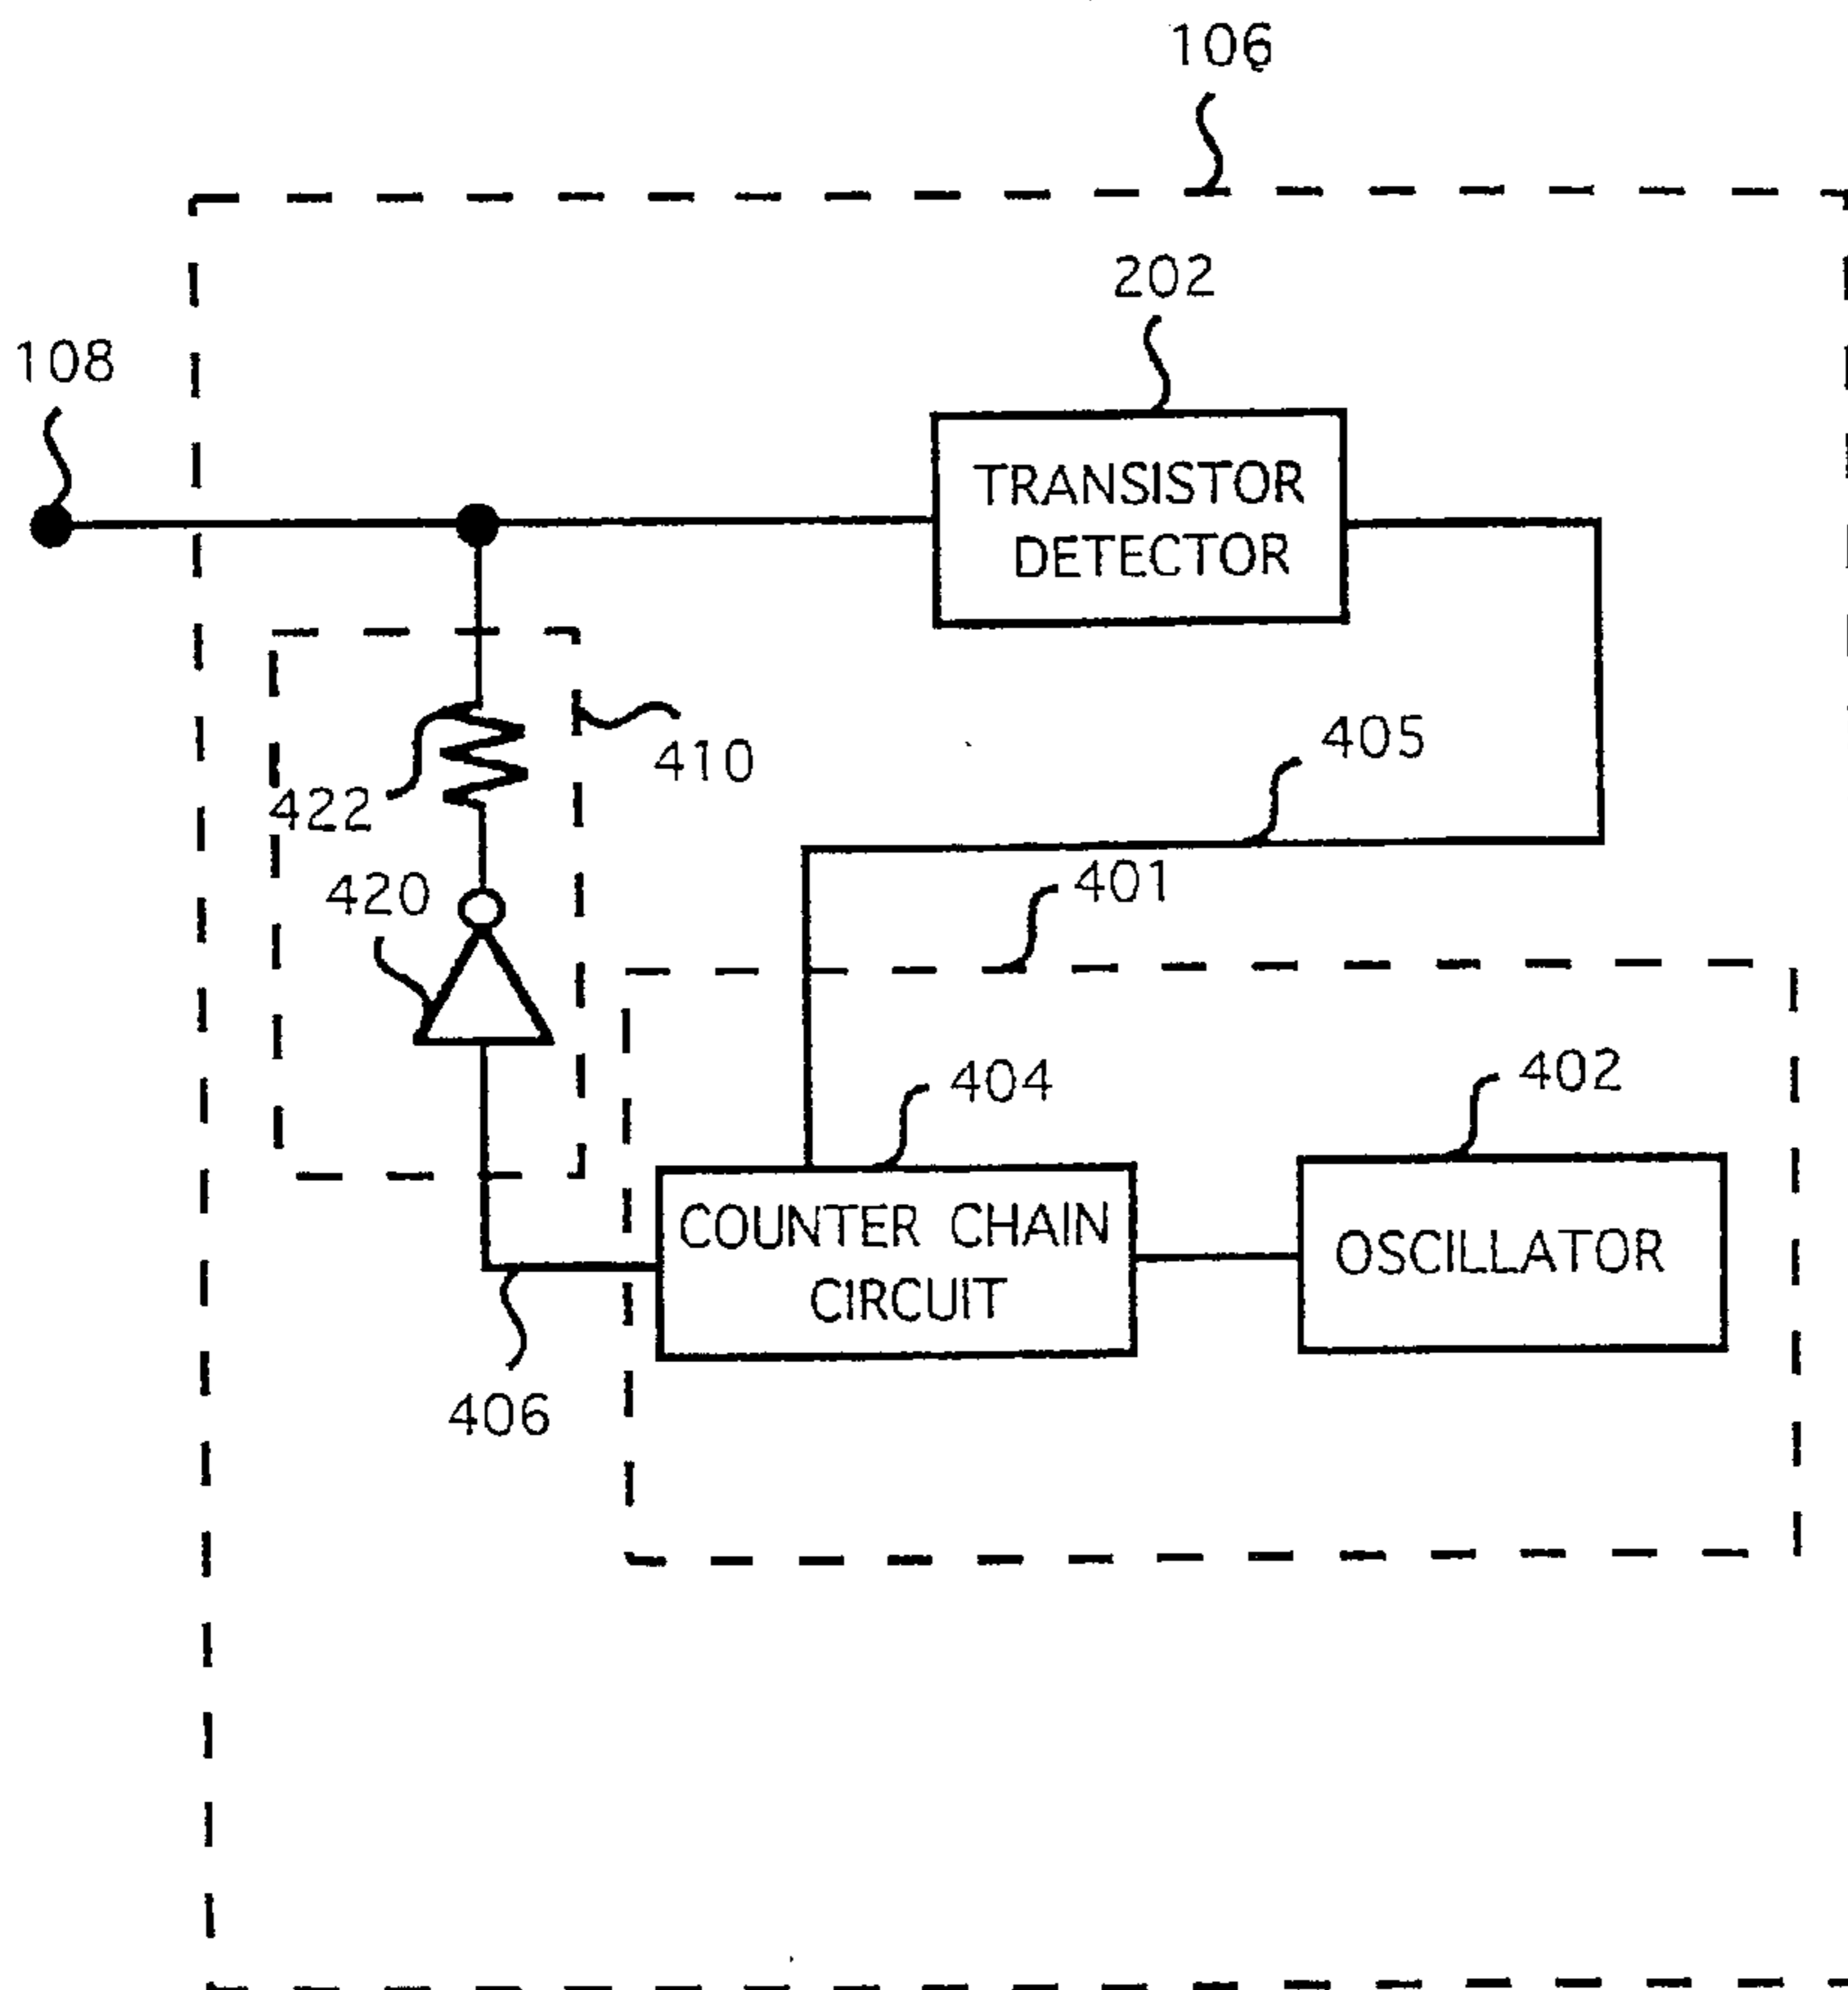 106
202
108
TRANSISTOR
DETECTOR
405
410
422
401
420
404
402
COUNTER CHAIN
CIRCUIT
OSCILLATOR
406